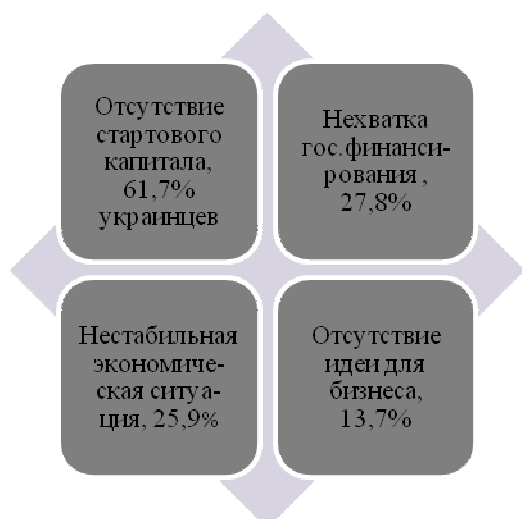 Отсутствие
стартового
капитала,
61,7%
украинцев
Нехватка
гос.финанси-
рования ,
27,8%
Нестабильная
экономиче-
ская ситуа-
ция, 25,9%
Отсутствие
идеи для
бизнеса,
13,7%